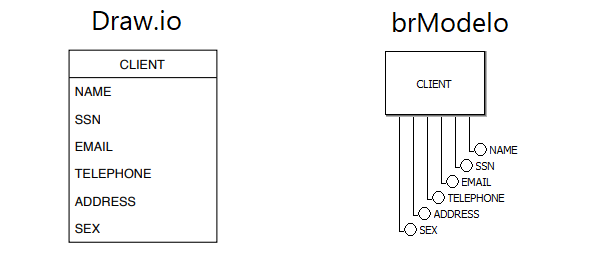 Draw.io
CLIENT
NAME
SSN
EMAIL
TELEPHONE
ADDRESS
SEX
brModelo
CLIENT
NAME
SSN
EMAIL
TELEPHONE
ADDRESS
SEX